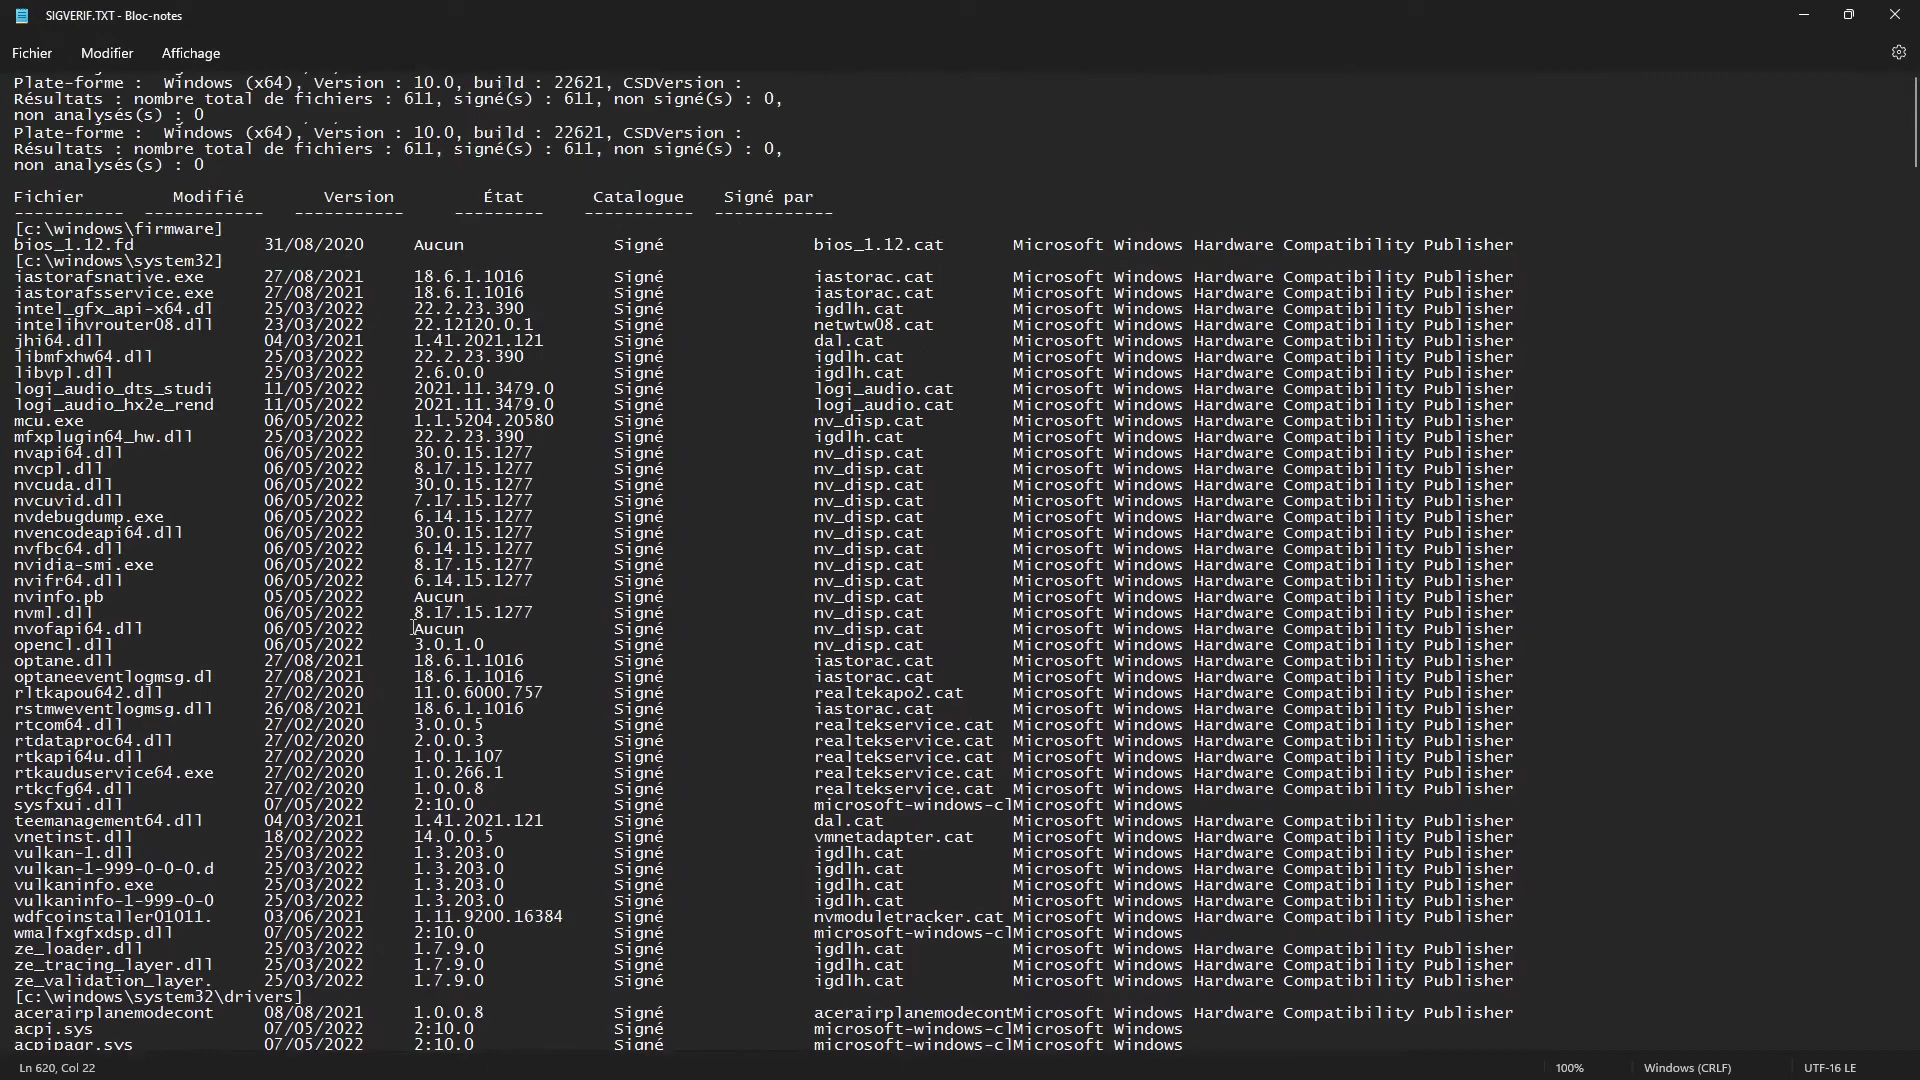 SIGVERIF.TXT - Bloc-notes
Fichier Modifier Affichage
Plate-forme : Windows (x64), Version : 10.0, build : 22621, CSDVersion :
Résultats : nombre total de fichiers : 611, signé(s) : 611, non signé(s) : 0,
non analysés(s) : 0
Plate-forme : Windows (x64), Version : 10.0, build : 22621, CSDVersion :
Résultats : nombre total de fichiers : 611, signé(s) : 611, non signé(s) : 0,
non analysés(s) : 0
Fichier Modifié Version État Catalogue Signé par
----------- ------------ ----------- --------- ----------- ------------
[c:\windows\firmware]
bios_1.12.fd 31/08/2020 Aucun Signé bios_1.12.cat Microsoft Windows Hardware Compatibility Publisher
[c:\windows\system32]
iastorafsnative.exe 27/08/2021 18.6.1.1016 Signé iastorac.cat Microsoft Windows Hardware Compatibility Publisher
iastorafsservice.exe 27/08/2021 18.6.1.1016 Signé iastorac.cat Microsoft Windows Hardware Compatibility Publisher
intel_gfx_api-x64.dl 25/03/2022 22.2.23.390 Signé igdlh.cat Microsoft Windows Hardware Compatibility Publisher
intelihvrouter08.dll 23/03/2022 22.12120.0.1 Signé netwtw08.cat Microsoft Windows Hardware Compatibility Publisher
jhi64.dll 04/03/2021 1.41.2021.121 Signé dal.cat Microsoft Windows Hardware Compatibility Publisher
libmfxhw64.dll 25/03/2022 22.2.23.390 Signé igdlh.cat Microsoft Windows Hardware Compatibility Publisher
libvpl.dll 25/03/2022 2.6.0.0 Signé igdlh.cat Microsoft Windows Hardware Compatibility Publisher
logi_audio_dts_studi 11/05/2022 2021.11.3479.0 Signé logi_audio.cat Microsoft Windows Hardware Compatibility Publisher
logi_audio_hx2e_rend 11/05/2022 2021.11.3479.0 Signé logi_audio.cat Microsoft Windows Hardware Compatibility Publisher
mcu.exe 06/05/2022 1.1.5204.20580 Signé nv_disp.cat Microsoft Windows Hardware Compatibility Publisher
mfxplugin64_hw.dll 25/03/2022 22.2.23.390 Signé igdlh.cat Microsoft Windows Hardware Compatibility Publisher
nvapi64.dll 06/05/2022 30.0.15.1277 Signé nv_disp.cat Microsoft Windows Hardware Compatibility Publisher
nvcpl.dll 06/05/2022 8.17.15.1277 Signé nv_disp.cat Microsoft Windows Hardware Compatibility Publisher
nvcuda.dll 06/05/2022 30.0.15.1277 Signé nv_disp.cat Microsoft Windows Hardware Compatibility Publisher
nvcuvid.dll 06/05/2022 7.17.15.1277 Signé nv_disp.cat Microsoft Windows Hardware Compatibility Publisher
nvdebugdump.exe 06/05/2022 6.14.15.1277 Signé nv_disp.cat Microsoft Windows Hardware Compatibility Publisher
nvencodeapi64.dll 06/05/2022 30.0.15.1277 Signé nv_disp.cat Microsoft Windows Hardware Compatibility Publisher
nvfbc64.dll 06/05/2022 6.14.15.1277 Signé nv_disp.cat Microsoft Windows Hardware Compatibility Publisher
nvidia-smi.exe 06/05/2022 8.17.15.1277 Signé nv_disp.cat Microsoft Windows Hardware Compatibility Publisher
nvifr64.dll 06/05/2022 6.14.15.1277 Signé nv_disp.cat Microsoft Windows Hardware Compatibility Publisher
nvinfo.pb 05/05/2022 Aucun Signé nv_disp.cat Microsoft Windows Hardware Compatibility Publisher
nvml.dll 06/05/2022 8.17.15.1277 Signé nv_disp.cat Microsoft Windows Hardware Compatibility Publisher
nvofapi64.dll 06/05/2022 Aucun Signé nv_disp.cat Microsoft Windows Hardware Compatibility Publisher
opencl.dll 06/05/2022 3.0.1.0 Signé nv_disp.cat Microsoft Windows Hardware Compatibility Publisher
optane.dll 27/08/2021 18.6.1.1016 Signé iastorac.cat Microsoft Windows Hardware Compatibility Publisher
optaneeventlogmsg.dl 27/08/2021 18.6.1.1016 Signé iastorac.cat Microsoft Windows Hardware Compatibility Publisher
rltkapou642.dll 27/02/2020 11.0.6000.757 Signé realtekapo2.cat Microsoft Windows Hardware Compatibility Publisher
rstmweventlogmsg.dll 26/08/2021 18.6.1.1016 Signé iastorac.cat Microsoft Windows Hardware Compatibility Publisher
rtcom64.dll 27/02/2020 3.0.0.5 Signé realtekservice.cat Microsoft Windows Hardware Compatibility Publisher
rtdataproc64.dll 27/02/2020 2.0.0.3 Signé realtekservice.cat Microsoft Windows Hardware Compatibility Publisher
rtkapi64u.dll 27/02/2020 1.0.1.107 Signé realtekservice.cat Microsoft Windows Hardware Compatibility Publisher
rtkauduservice64.exe 27/02/2020 1.0.266.1 Signé realtekservice.cat Microsoft Windows Hardware Compatibility Publisher
rtkcfg64.dll 27/02/2020 1.0.0.8 Signé realtekservice.cat Microsoft Windows Hardware Compatibility Publisher
sysfxui.dll 07/05/2022 2:10.0 Signé microsoft-windows-clMicrosoft Windows
teemanagement64.dll 04/03/2021 1.41.2021.121 Signé dal.cat Microsoft Windows Hardware Compatibility Publisher
vnetinst.dll 18/02/2022 14.0.0.5 Signé vmnetadapter.cat Microsoft Windows Hardware Compatibility Publisher
vulkan-1.dll 25/03/2022 1.3.203.0 Signé igdlh.cat Microsoft Windows Hardware Compatibility Publisher
vulkan-1-999-0-0-0.d 25/03/2022 1.3.203.0 Signé igdlh.cat Microsoft Windows Hardware Compatibility Publisher
vulkaninfo.exe 25/03/2022 1.3.203.0 Signé igdlh.cat Microsoft Windows Hardware Compatibility Publisher
vulkaninfo-1-999-0-0 25/03/2022 1.3.203.0 Signé igdlh.cat Microsoft Windows Hardware Compatibility Publisher
wdfcoinstaller01011. 03/06/2021 1.11.9200.16384 Signé nvmoduletracker.cat Microsoft Windows Hardware Compatibility Publisher
wmalfxgfxdsp.dll 07/05/2022 2:10.0 Signé microsoft-windows-clMicrosoft Windows
ze_loader.dll 25/03/2022 1.7.9.0 Signé igdlh.cat Microsoft Windows Hardware Compatibility Publisher
ze_tracing_layer.dll 25/03/2022 1.7.9.0 Signé igdlh.cat Microsoft Windows Hardware Compatibility Publisher
ze_validation_layer. 25/03/2022 1.7.9.0 Signé igdlh.cat Microsoft Windows Hardware Compatibility Publisher
[c:\windows\system32\drivers]
acerairplanemodecont 08/08/2021 1.0.0.8 Signé acerairplanemodecontMicrosoft Windows Hardware Compatibility Publisher
acpi.sys 07/05/2022 2:10.0 Signé microsoft-windows-clMicrosoft Windows
acpipagr.sys 07/05/2022 2:10.0 Signé microsoft-windows-clMicrosoft Windows
Ln 620, Col 22 100% Windows (CRLF) UTF-16 LE